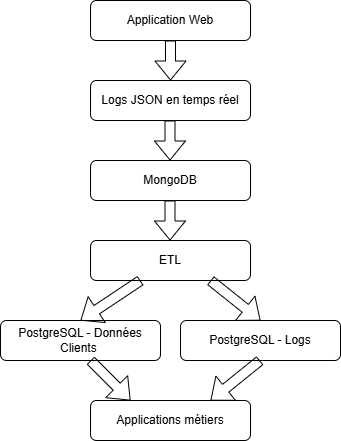 Application Web
Logs JSON en temps réel
MongoDB
ETL
PostgreSQL - Données
Clients
PostgreSQL - Logs
Applications métiers